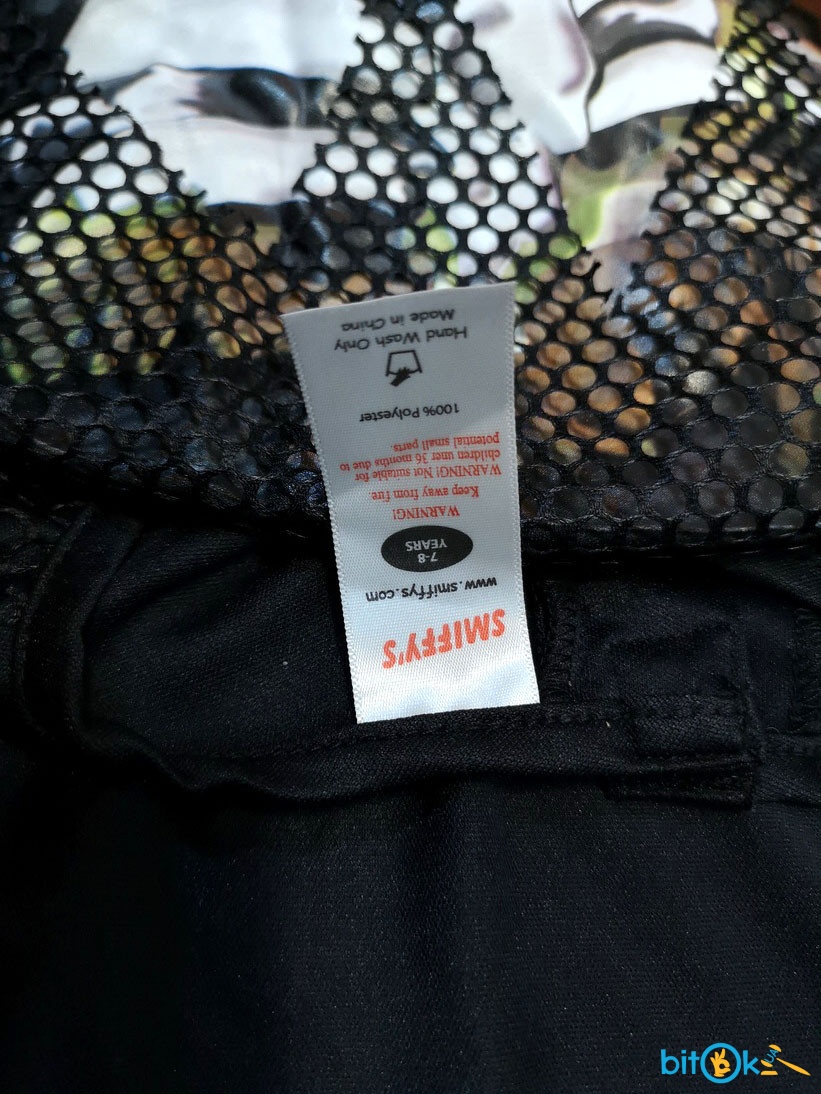 SMIFFY'S
www.smiffys.com
7-8
YEARS
WARNING!
Keep away from fire
WARNING! Not suitable for
children uner 36 months due to
potential small parts.
100% Polyester
Hand Wash Only
Made in China
bitOk UA